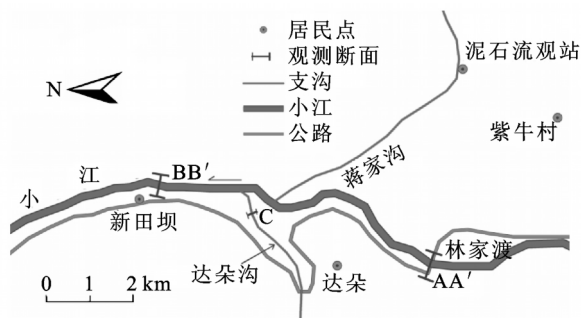 居民点
观测断面
支沟
小江
公路
泥石流观站
紫牛村
N
蒋家沟
BB′
江
小
C
新田坝
林家渡
达朵沟
达朵
AA′
0 1 2 km